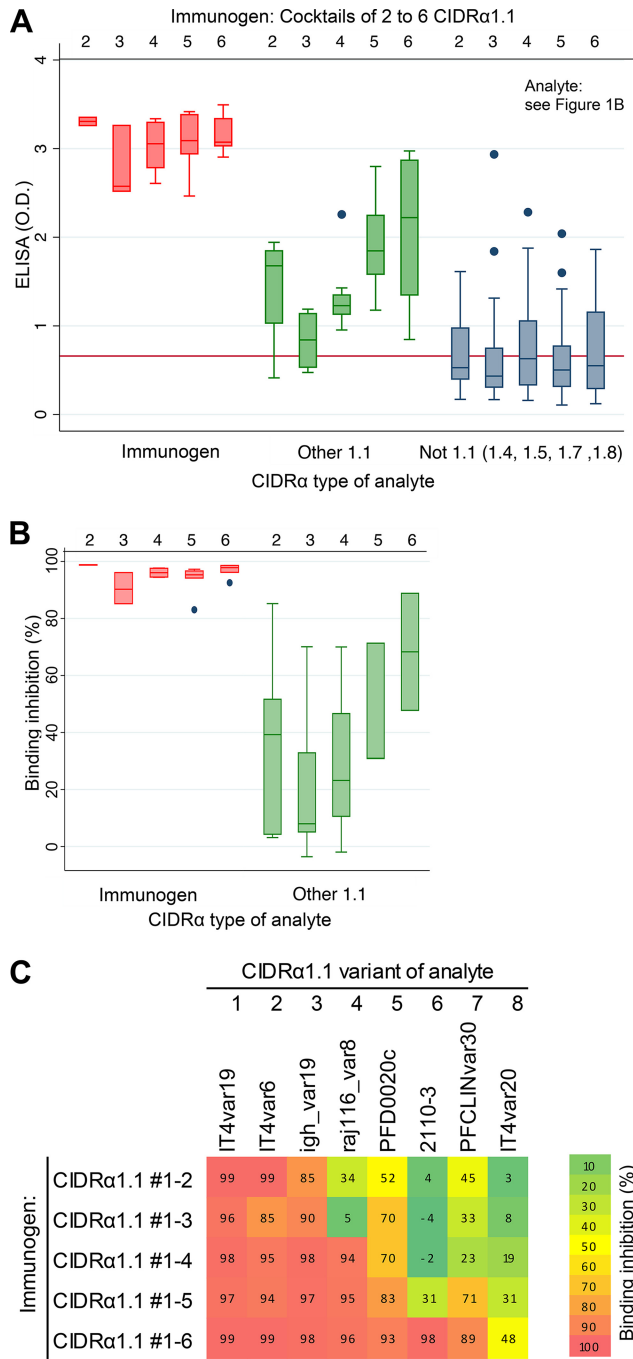 A
Immunogen: Cocktails of 2 to 6 CIDRα1.1
2 3 4 5 6 2 3 4 5 6 2 3 4 5 6
Analyte:
see Figure 1B
4
3
2
1
0
ELISA (O.D.)
Immunogen Other 1.1 Not 1.1 (1.4, 1.5, 1.7 ,1.8)
CIDRα type of analyte
B
2 3 4 5 6 2 3 4 5 6
100
80
60
40
20
0
Binding inhibition (%)
Immunogen Other 1.1
CIDRα type of analyte
C
CIDRα1.1 variant of analyte
1 2 3 4 5 6 7 8
IT4var19 IT4var6 igh_var19 raj116_var8 PFD0020c 2110-3 PFCLINvar30 IT4var20
Immunogen:
CIDRα1.1 #1-2 99 99 85 34 52 4 45 3
CIDRα1.1 #1-3 96 85 90 5 70 -4 33 8
CIDRα1.1 #1-4 98 95 98 94 70 -2 23 19
CIDRα1.1 #1-5 97 94 97 95 83 31 71 31
CIDRα1.1 #1-6 99 99 98 96 93 98 89 48
10
20
30
40
50
60
70
80
90
100
Binding inhibition (%)